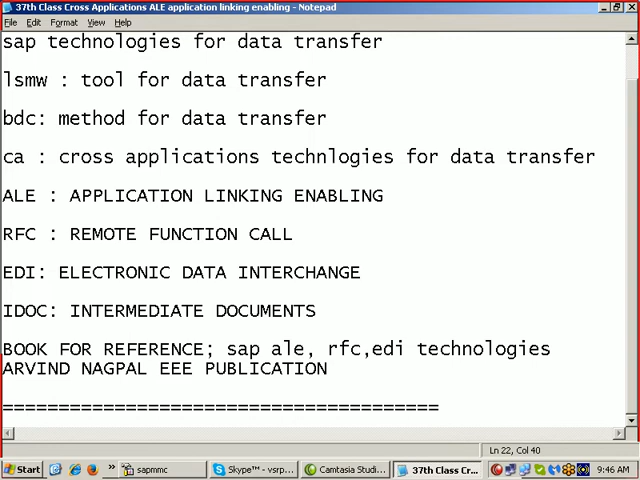 37th Class Cross Applications ALE application linking enabling - Notepad
File Edit Format View Help
sap technologies for data transfer
lsmw : tool for data transfer
bdc: method for data transfer
ca : cross applications technlogies for data transfer
ALE : APPLICATION LINKING ENABLING
RFC : REMOTE FUNCTION CALL
EDI: ELECTRONIC DATA INTERCHANGE
IDOC: INTERMEDIATE DOCUMENTS
BOOK FOR REFERENCE; sap ale, rfc,edi technologies
ARVIND NAGPAL EEE PUBLICATION
=======================================
Ln 22, Col 40
Start » sapmmc Skype™ - vsrp... Camtasia Studi... 37th Class Cr... 9:46 AM